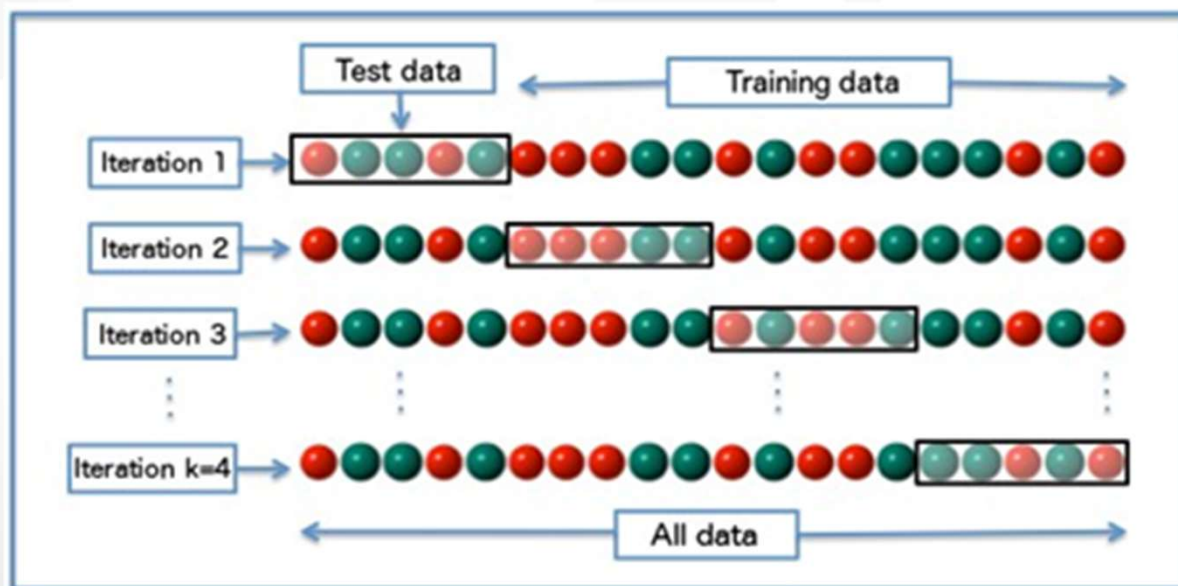 Test data
Training data
Iteration 1
Iteration 2
Iteration 3
Iteration k=4
All data